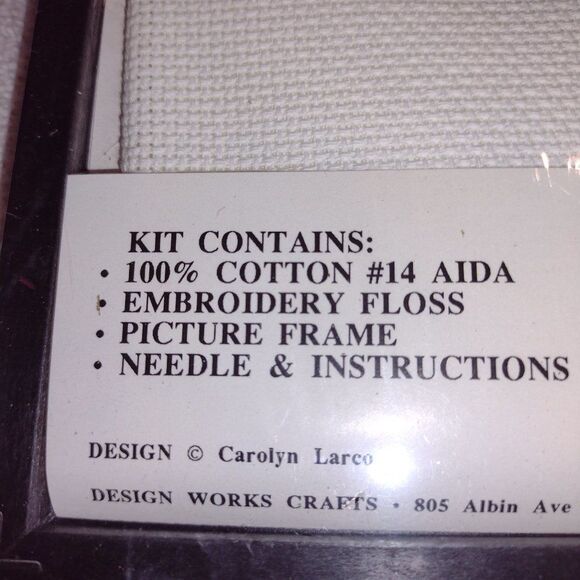 KIT CONTAINS:
• 100% COTTON #14 AIDA
• EMBROIDERY FLOSS
• PICTURE FRAME
• NEEDLE & INSTRUCTIONS
DESIGN © Carolyn Larco
DESIGN WORKS CRAFTS • 805 Albin Ave